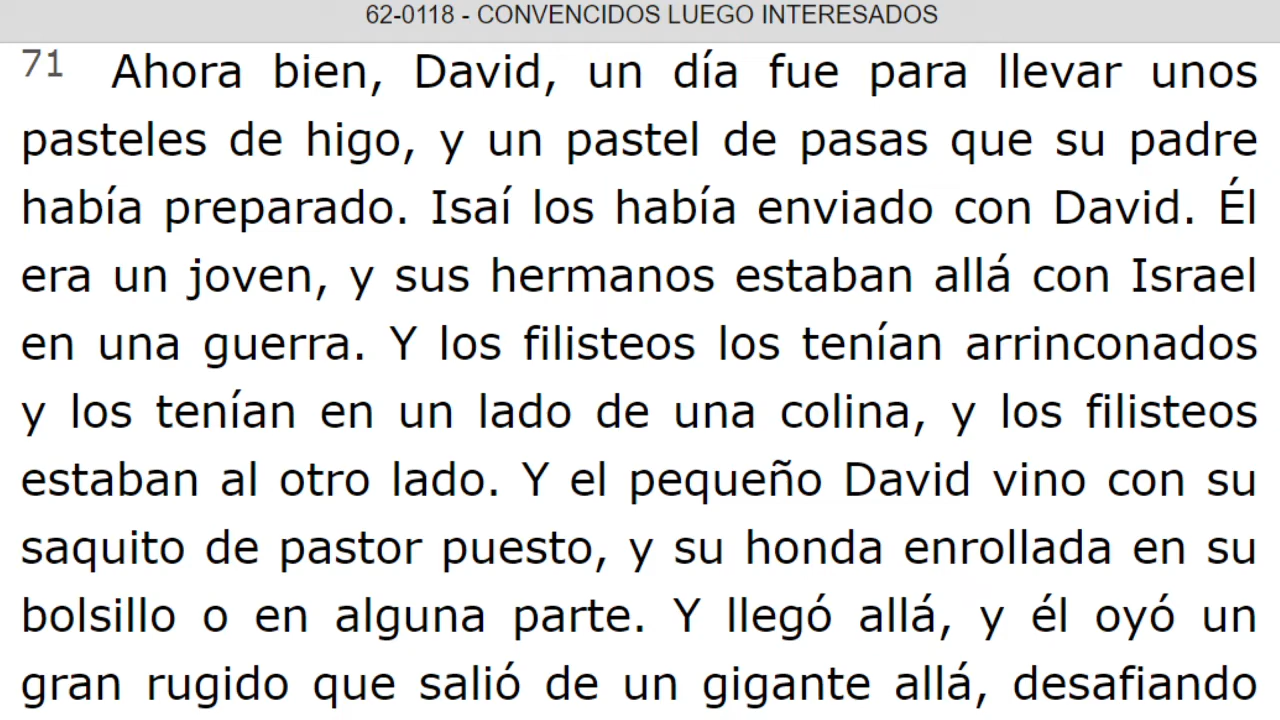 62-0118 - CONVENCIDOS LUEGO INTERESADOS
71 Ahora bien, David, un día fue para llevar unos
pasteles de higo, y un pastel de pasas que su padre
había preparado. Isaí los había enviado con David. Él
era un joven, y sus hermanos estaban allá con Israel
en una guerra. Y los filisteos los tenían arrinconados
y los tenían en un lado de una colina, y los filisteos
estaban al otro lado. Y el pequeño David vino con su
saquito de pastor puesto, y su honda enrollada en su
bolsillo o en alguna parte. Y llegó allá, y él oyó un
gran rugido que salió de un gigante allá, desafiando